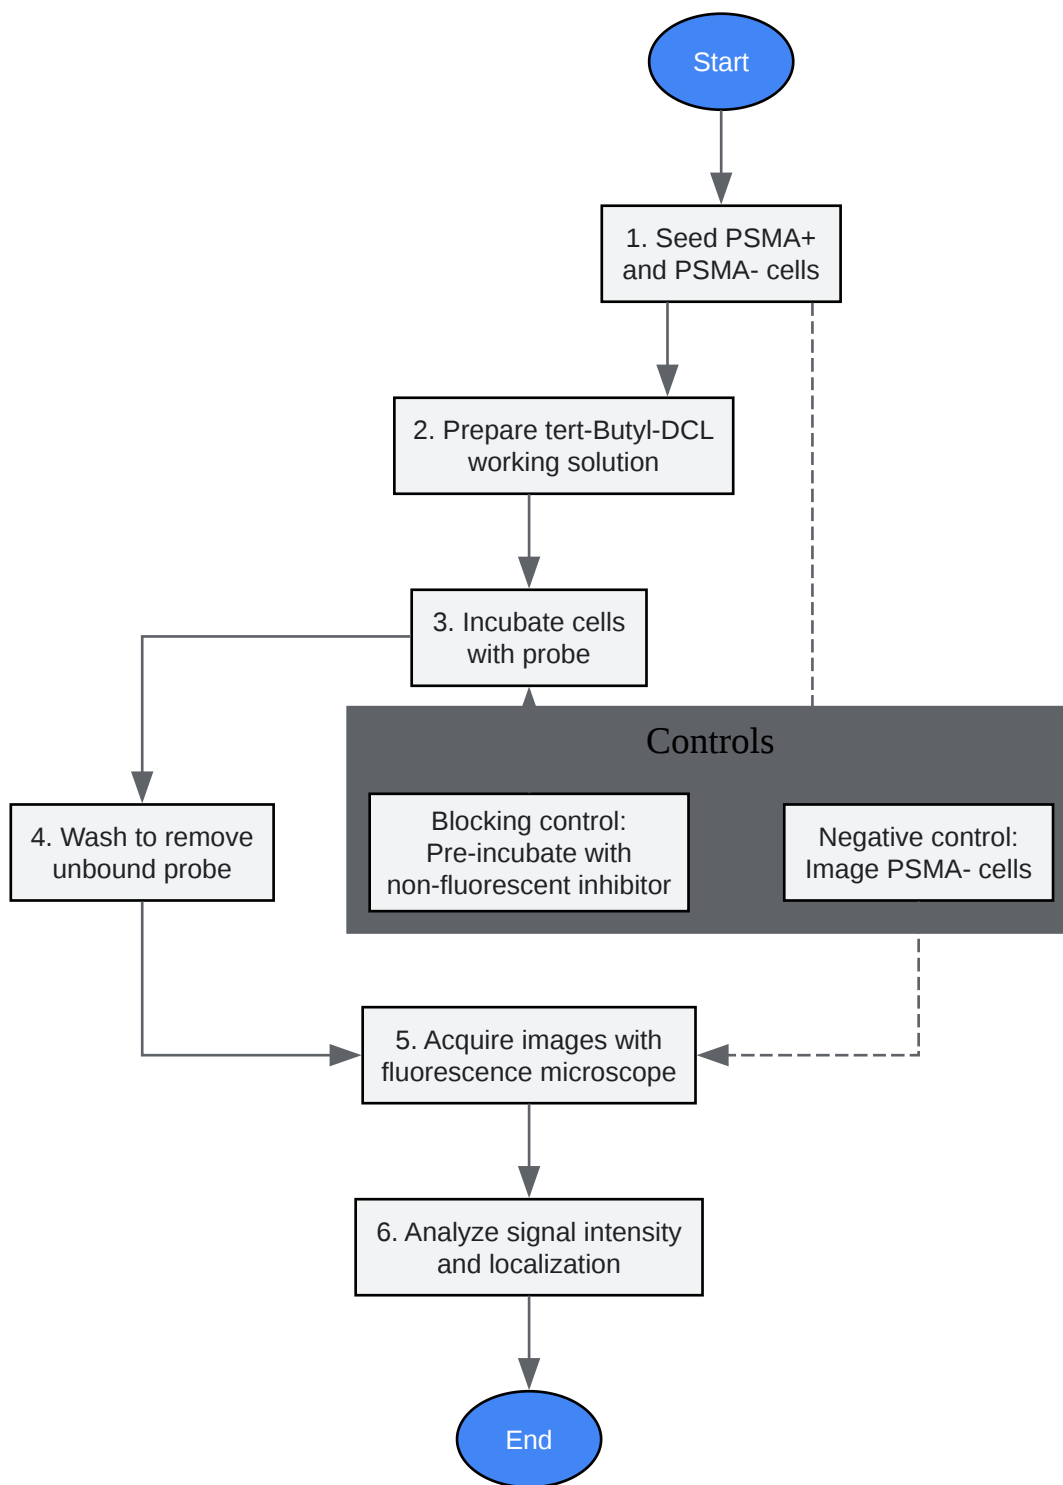 Start
1. Seed PSMA+
and PSMA- cells
2. Prepare tert-Butyl-DCL
working solution
3. Incubate cells
with probe
Controls
4. Wash to remove
unbound probe
Blocking control:
Pre-incubate with
non-fluorescent inhibitor
Negative control:
Image PSMA- cells
5. Acquire images with
fluorescence microscope
6. Analyze signal intensity
and localization
End